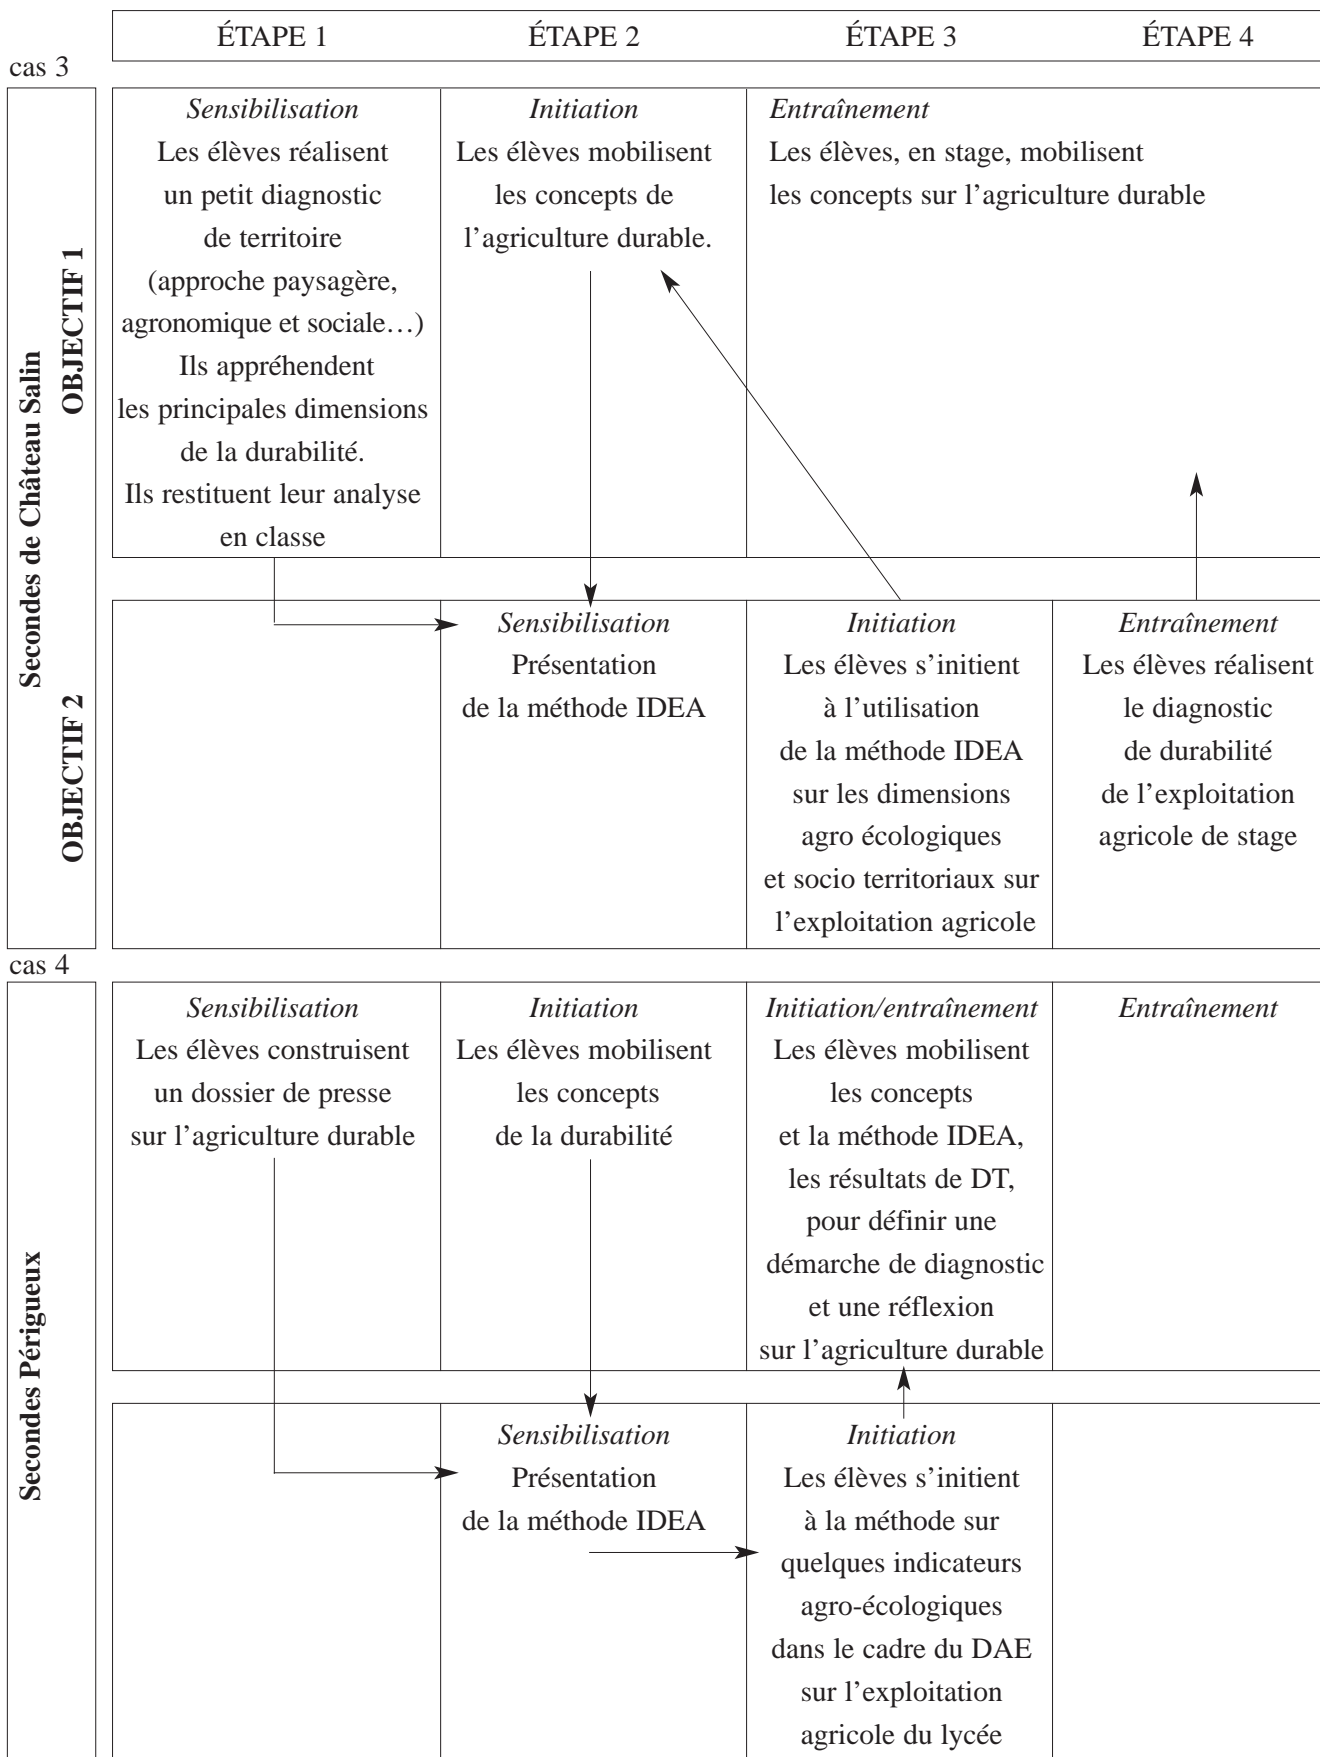 ÉTAPE 1
ÉTAPE 2
ÉTAPE 3
ÉTAPE 4
cas 3
Secondes de Château Salin
OBJECTIF 1
Sensibilisation
Les élèves réalisent
un petit diagnostic
de territoire
(approche paysagère,
agronomique et sociale…)
Ils appréhendent
les principales dimensions
de la durabilité.
Ils restituent leur analyse
en classe
Initiation
Les élèves mobilisent
les concepts de
l’agriculture durable.
Entraînement
Les élèves, en stage, mobilisent
les concepts sur l’agriculture durable
OBJECTIF 2
Sensibilisation
Présentation
de la méthode IDEA
Initiation
Les élèves s’initient
à l’utilisation
de la méthode IDEA
sur les dimensions
agro écologiques
et socio territoriaux sur
l’exploitation agricole
Entraînement
Les élèves réalisent
le diagnostic
de durabilité
de l’exploitation
agricole de stage
cas 4
Secondes Périgueux
Sensibilisation
Les élèves construisent
un dossier de presse
sur l’agriculture durable
Initiation
Les élèves mobilisent
les concepts
de la durabilité
Initiation/entraînement
Les élèves mobilisent
les concepts
et la méthode IDEA,
les résultats de DT,
pour définir une
démarche de diagnostic
et une réflexion
sur l’agriculture durable
Entraînement
Sensibilisation
Présentation
de la méthode IDEA
Initiation
Les élèves s’initient
à la méthode sur
quelques indicateurs
agro-écologiques
dans le cadre du DAE
sur l’exploitation
agricole du lycée